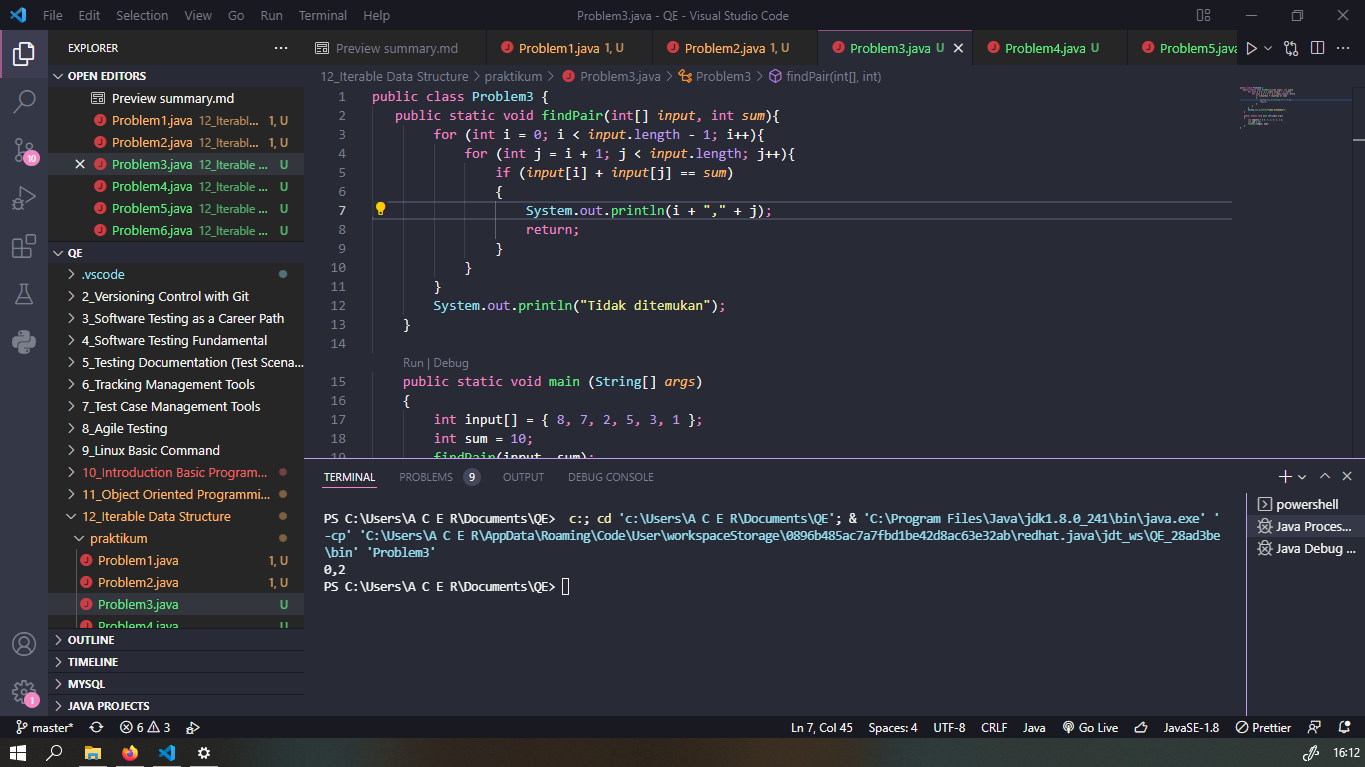 File Edit Selection View Go Run Terminal Help Problem3.java - QE - Visual Studio Code
EXPLORER
Preview summary.md Problem1.java 1, U Problem2.java 1, U Problem3.java U Problem4.java U Problem5.java
OPEN EDITORS
Preview summary.md
Problem1.java 12_Iterabl... 1, U
Problem2.java 12_Iterabl... 1, U
Problem3.java 12_Iterable ... U
Problem4.java 12_Iterable ... U
Problem5.java 12_Iterable ... U
Problem6.java 12_Iterable ... U
QE
.vscode
2_Versioning Control with Git
3_Software Testing as a Career Path
4_Software Testing Fundamental
5_Testing Documentation (Test Scena...
6_Tracking Management Tools
7_Test Case Management Tools
8_Agile Testing
9_Linux Basic Command
10_Introduction Basic Program...
11_Object Oriented Programmi...
12_Iterable Data Structure
praktikum
Problem1.java 1, U
Problem2.java 1, U
Problem3.java U
Problem4.java U
OUTLINE
TIMELINE
MYSQL
JAVA PROJECTS
10
1
12_Iterable Data Structure > praktikum > Problem3.java > Problem3 > findPair(int[], int)
1 public class Problem3 {
2 public static void findPair(int[] input, int sum){
3 for (int i = 0; i < input.length - 1; i++){
4 for (int j = i + 1; j < input.length; j++){
5 if (input[i] + input[j] == sum)
6 {
7 System.out.println(i + "," + j);
8 return;
9 }
10 }
11 }
12 System.out.println("Tidak ditemukan");
13 }
14
Run | Debug
15 public static void main (String[] args)
16 {
17 int input[] = { 8, 7, 2, 5, 3, 1 };
18 int sum = 10;
19 findPair(input, sum);
TERMINAL PROBLEMS 9 OUTPUT DEBUG CONSOLE
PS C:\Users\A C E R\Documents\QE> c:; cd 'c:\Users\A C E R\Documents\QE'; & 'C:\Program Files\Java\jdk1.8.0_241\bin\java.exe' '
-cp' 'C:\Users\A C E R\AppData\Roaming\Code\User\workspaceStorage\0896b485ac7a7fbd1be42d8ac63e32ab\redhat.java\jdt_ws\QE_28ad3be
\bin' 'Problem3'
0,2
PS C:\Users\A C E R\Documents\QE>
powershell
Java Proces...
Java Debug ...
master* 6 3 Ln 7, Col 45 Spaces: 4 UTF-8 CRLF Java Go Live JavaSE-1.8 Prettier
16:12